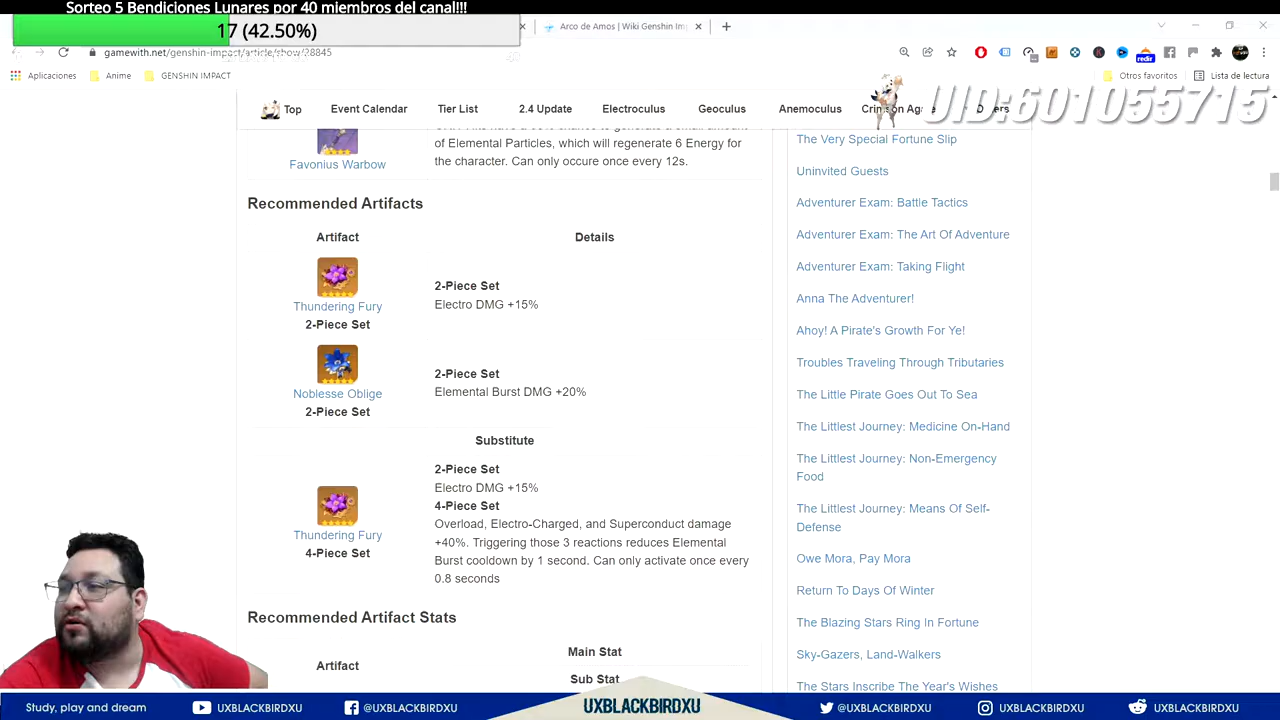 Sorteo 5 Bendiciones Lunares por 40 miembros del canal!!!
17 (42.50%)
Arco de Amos | Wiki Genshin Im
gamewith.net/genshin-impact/article/show/28845
Aplicaciones
Anime
GENSHIN IMPACT
Otros favoritos
Lista de lectura
redir
UID:601055715
Top
Event Calendar
Tier List
2.4 Update
Electroculus
Geoculus
Anemoculus
of Elemental Particles, which will regenerate 6 Energy for
the character. Can only occure once every 12s.
Favonius Warbow
Recommended Artifacts
Artifact
Details
Thundering Fury
2-Piece Set
2-Piece Set
Electro DMG +15%
Noblesse Oblige
2-Piece Set
2-Piece Set
Elemental Burst DMG +20%
Substitute
Thundering Fury
4-Piece Set
2-Piece Set
Electro DMG +15%
4-Piece Set
Overload, Electro-Charged, and Superconduct damage
+40%. Triggering those 3 reactions reduces Elemental
Burst cooldown by 1 second. Can only activate once every
0.8 seconds
Recommended Artifact Stats
Artifact
Main Stat
Sub Stat
The Very Special Fortune Slip
Uninvited Guests
Adventurer Exam: Battle Tactics
Adventurer Exam: The Art Of Adventure
Adventurer Exam: Taking Flight
Anna The Adventurer!
Ahoy! A Pirate's Growth For Ye!
Troubles Traveling Through Tributaries
The Little Pirate Goes Out To Sea
The Littlest Journey: Medicine On-Hand
The Littlest Journey: Non-Emergency
Food
The Littlest Journey: Means Of Self-
Defense
Owe Mora, Pay Mora
Return To Days Of Winter
The Blazing Stars Ring In Fortune
Sky-Gazers, Land-Walkers
The Stars Inscribe The Year's Wishes
Study, play and dream
UXBLACKBIRDXU
@UXBLACKBIRDXU
UXBLACKBIRDXU
@UXBLACKBIRDXU
UXBLACKBIRDXU
UXBLACKBIRDXU